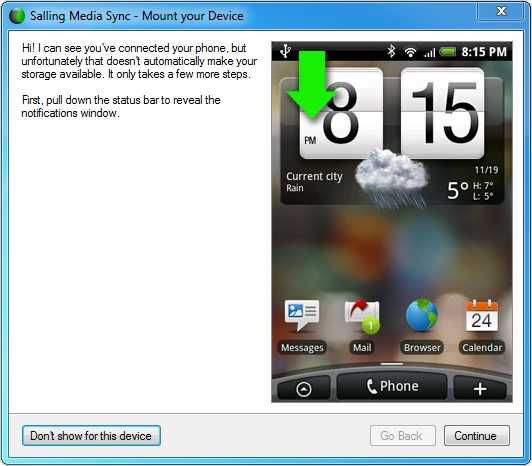 Salling Media Sync - Mount your Device
Hi! I can see you've connected your phone, but
unfortunately that doesn't automatically make your
storage available. It only takes a few more steps.
First, pull down the status bar to reveal the
notifications window.
8:15 PM
8 15
PM
Current city
Rain
11/19
5° H: 7°
L: 5°
1
24
Messages Mail Browser Calendar
Phone
Don't show for this device Go Back Continue